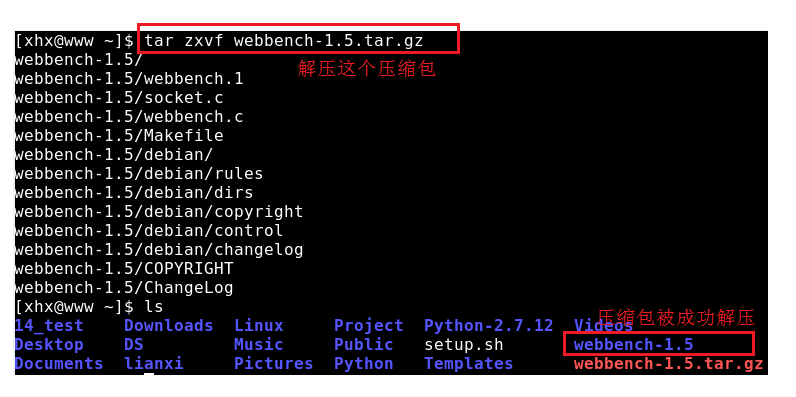 [xhx@www ~]$ tar zxvf webbench-1.5.tar.gz
webbench-1.5/
解压这个压缩包
webbench-1.5/webbench.1
webbench-1.5/socket.c
webbench-1.5/webbench.c
webbench-1.5/Makefile
webbench-1.5/debian/
webbench-1.5/debian/rules
webbench-1.5/debian/dirs
webbench-1.5/debian/copyright
webbench-1.5/debian/control
webbench-1.5/debian/changelog
webbench-1.5/COPYRIGHT
webbench-1.5/ChangeLog
[xhx@www ~]$ ls
压缩包被成功解压
14_test Downloads Linux Project Python-2.7.12 Videos
Desktop DS Music Public setup.sh webbench-1.5
Documents lianxi Pictures Python Templates webbench-1.5.tar.gz